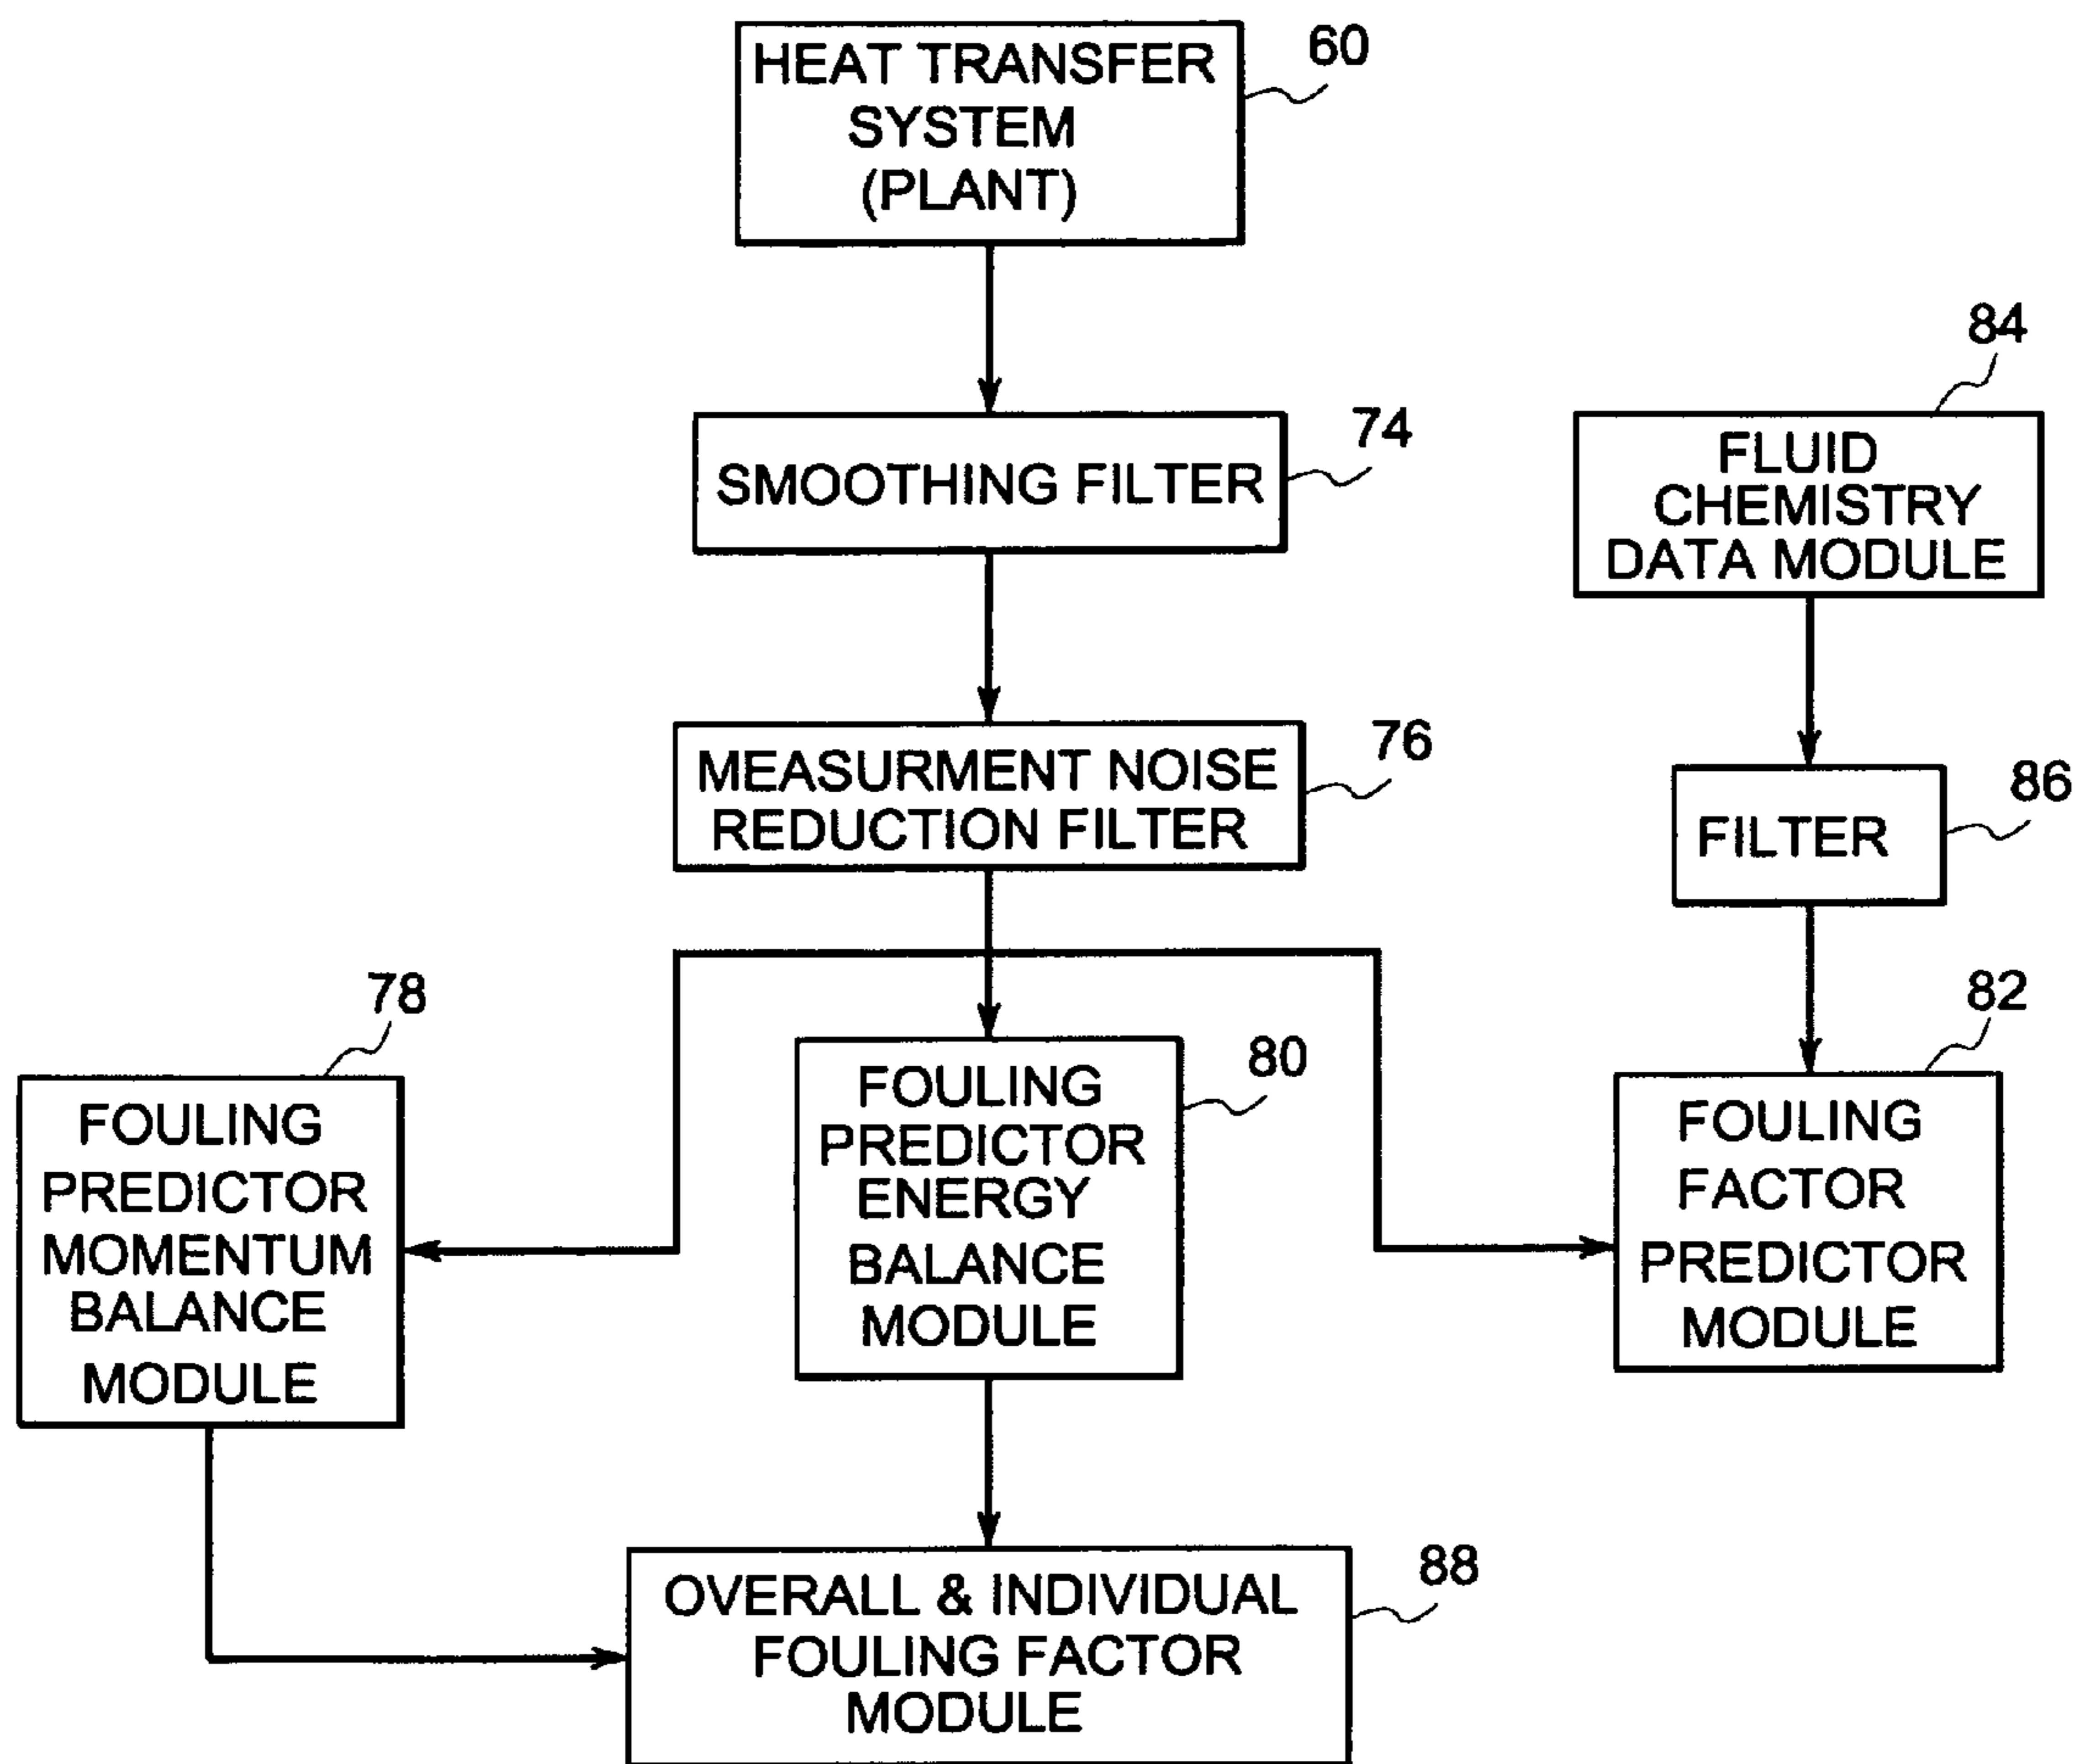 60
HEAT TRANSFER
SYSTEM
(PLANT)
84
74
SMOOTHING FILTER
FLUID
CHEMISTRY
DATA MODULE
76
MEASURMENT NOISE
REDUCTION FILTER
86
FILTER
78
FOULING
PREDICTOR
MOMENTUM
BALANCE
MODULE
80
FOULING
PREDICTOR
ENERGY
BALANCE
MODULE
82
FOULING
FACTOR
PREDICTOR
MODULE
88
OVERALL & INDIVIDUAL
FOULING FACTOR
MODULE